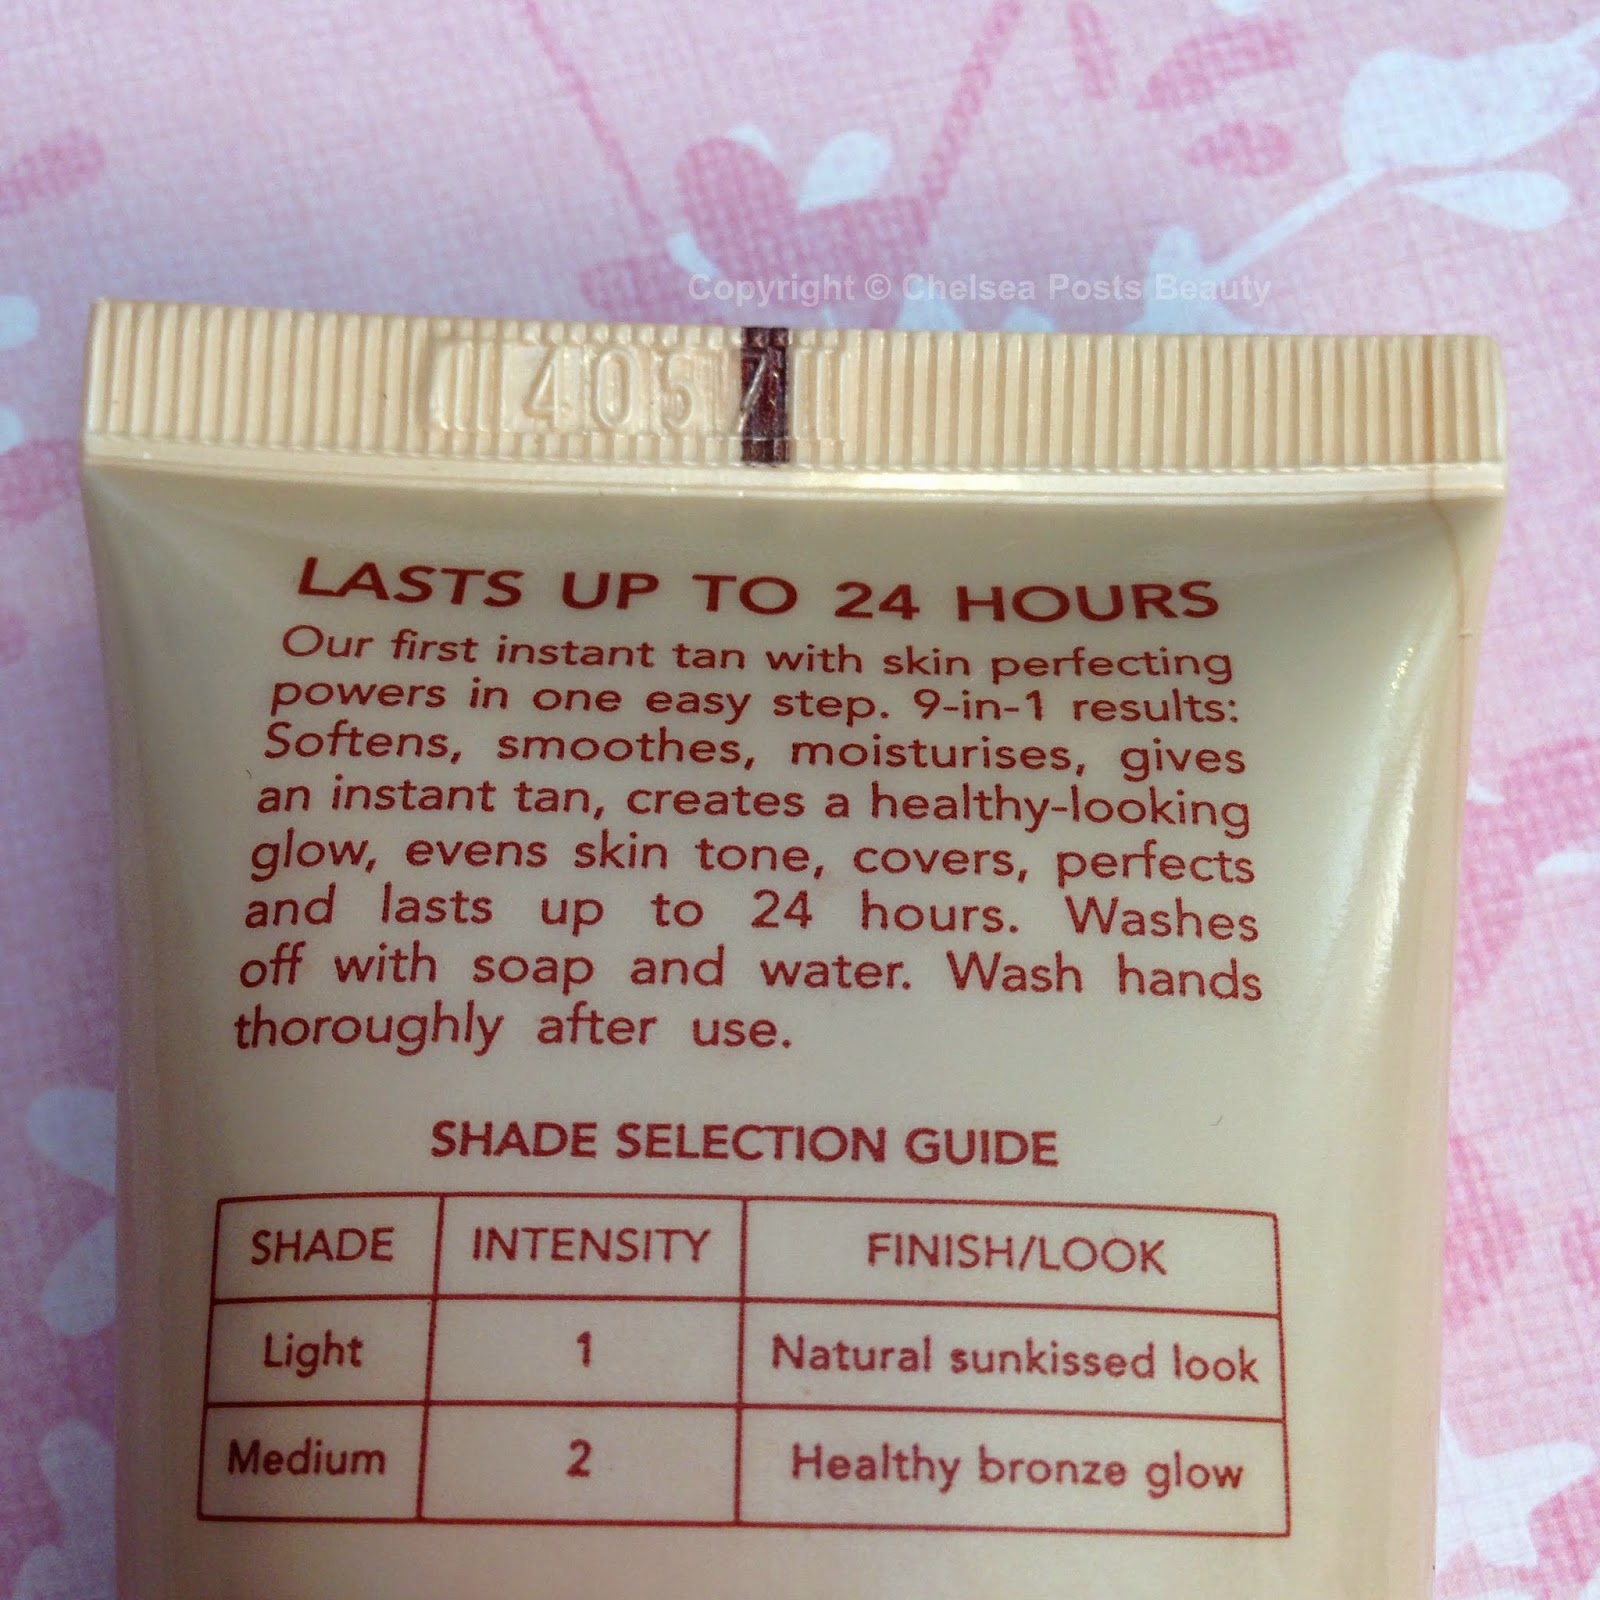 Copyright © Chelsea Posts Beauty
4057
LASTS UP TO 24 HOURS
Our first instant tan with skin perfecting
powers in one easy step. 9-in-1 results:
Softens, smoothes, moisturises, gives
an instant tan, creates a healthy-looking
glow, evens skin tone, covers, perfects
and lasts up to 24 hours. Washes
off with soap and water. Wash hands
thoroughly after use.
SHADE SELECTION GUIDE
SHADE INTENSITY FINISH/LOOK
Light 1 Natural sunkissed look
Medium 2 Healthy bronze glow